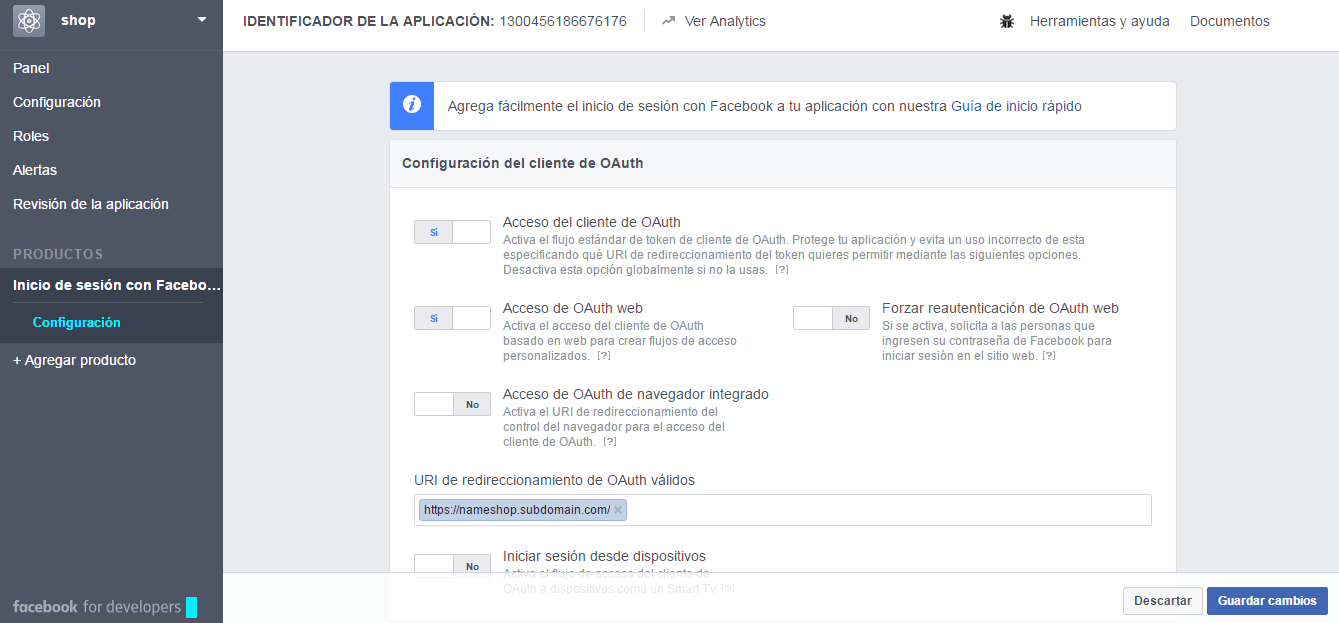 shop
IDENTIFICADOR DE LA APLICACIÓN: 1300456186676176
Ver Analytics
Herramientas y ayuda
Documentos
Panel
Configuración
Roles
Alertas
Revisión de la aplicación
PRODUCTOS
Inicio de sesión con Facebo...
Configuración
+ Agregar producto
facebook for developers
Agrega fácilmente el inicio de sesión con Facebook a tu aplicación con nuestra Guía de inicio rápido
Configuración del cliente de OAuth
Sí
Acceso del cliente de OAuth
Activa el flujo estándar de token de cliente de OAuth. Protege tu aplicación y evita un uso incorrecto de esta
especificando qué URI de redireccionamiento del token quieres permitir mediante las siguientes opciones.
Desactiva esta opción globalmente si no la usas. [?]
Sí
Acceso de OAuth web
Activa el acceso del cliente de OAuth
basado en web para crear flujos de acceso
personalizados. [?]
No
Forzar reautenticación de OAuth web
Si se activa, solicita a las personas que
ingresen su contraseña de Facebook para
iniciar sesión en el sitio web. [?]
No
Acceso de OAuth de navegador integrado
Activa el URI de redireccionamiento del
control del navegador para el acceso del
cliente de OAuth. [?]
URI de redireccionamiento de OAuth válidos
https://nameshop.subdomain.com/ ×
No
Iniciar sesión desde dispositivos
Activa el flujo de acceso del cliente de
OAuth a dispositivos como un Smart TV [?]
Descartar
Guardar cambios